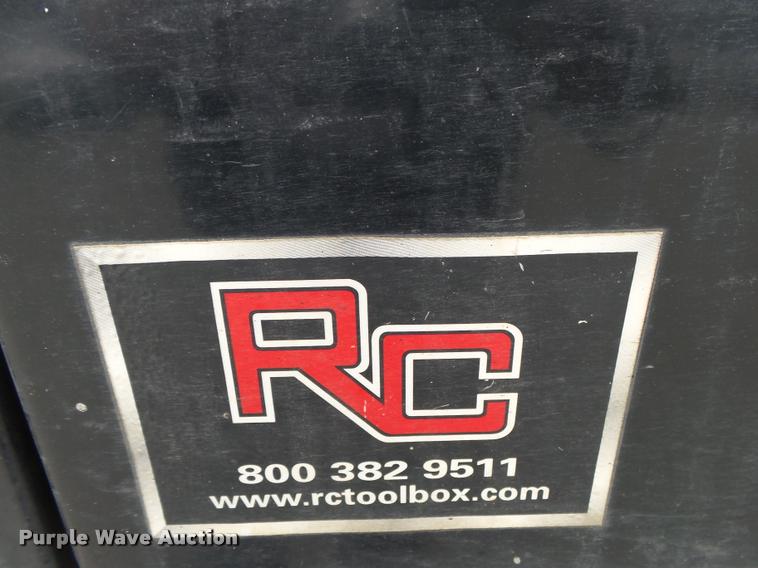 RC
800 382 9511
www.rctoolbox.com
Purple Wave Auction